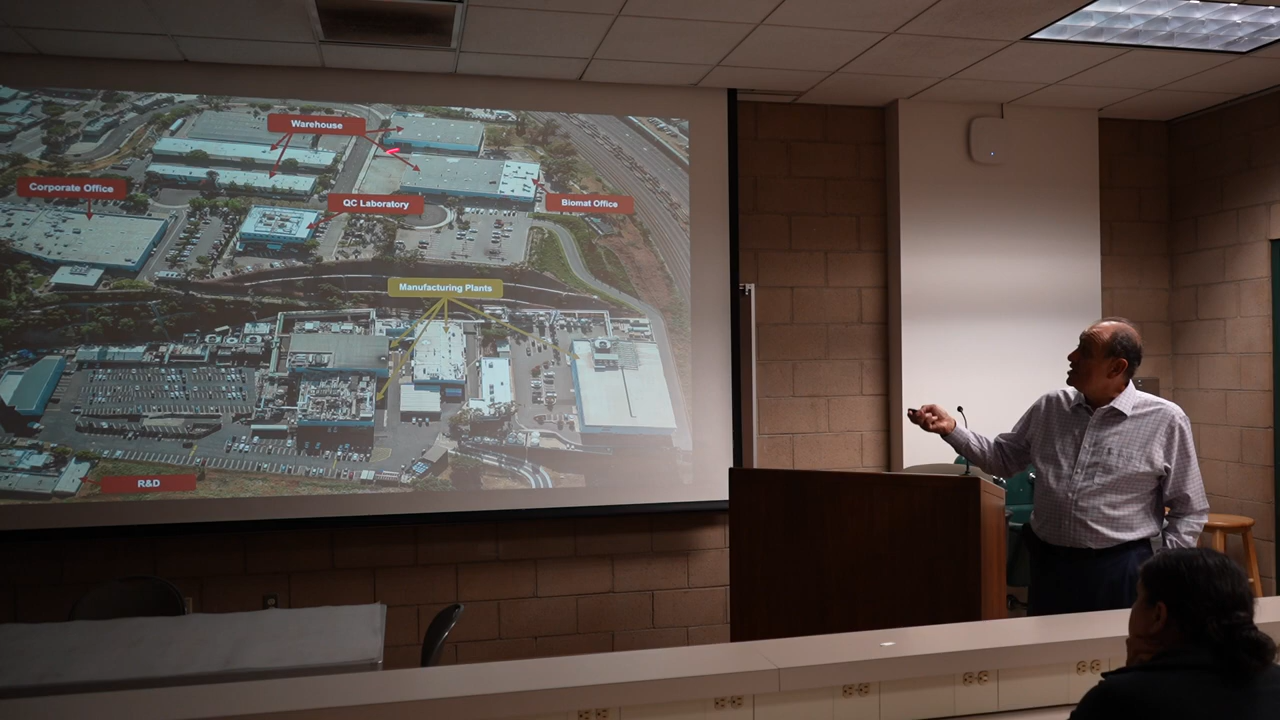 Warehouse
Corporate Office
QC Laboratory
Biomat Office
Manufacturing Plants
R&D